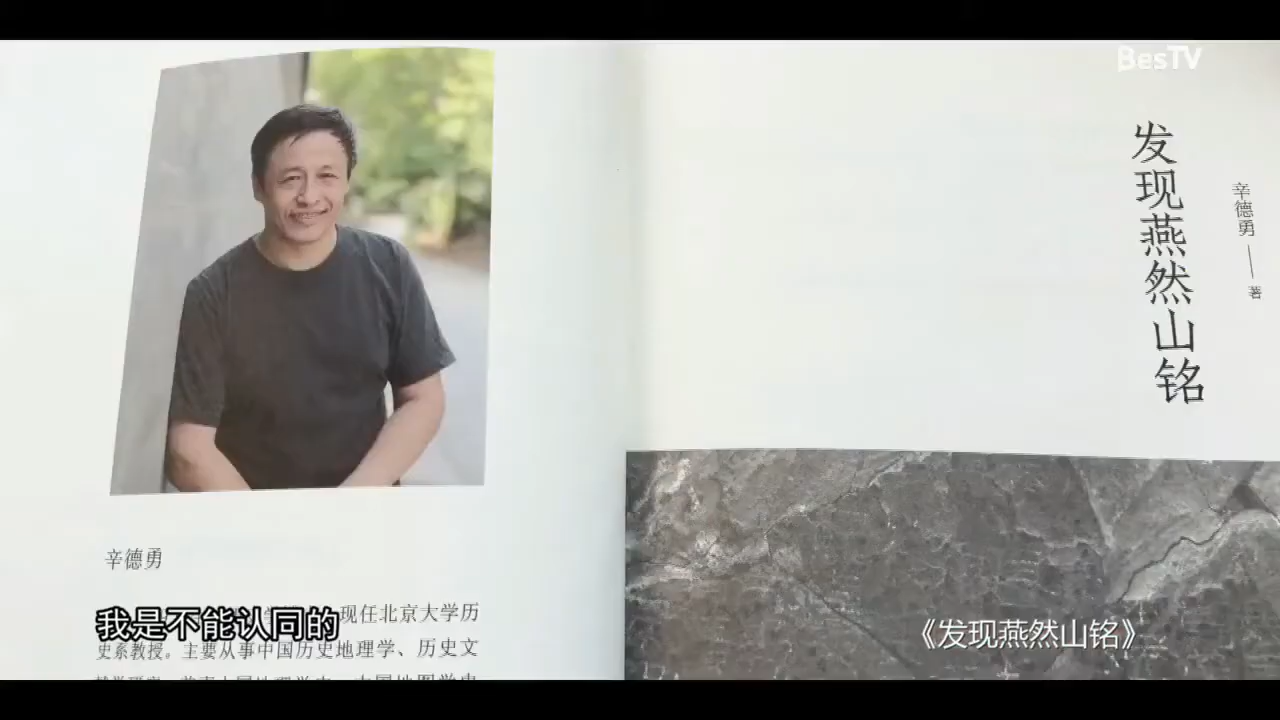 BesTV
发现燕然山铭
辛德勇——著
辛德勇
现任北京大学历
史系教授。主要从事中国历史地理学、历史文
我是不能认同的
《发现燕然山铭》